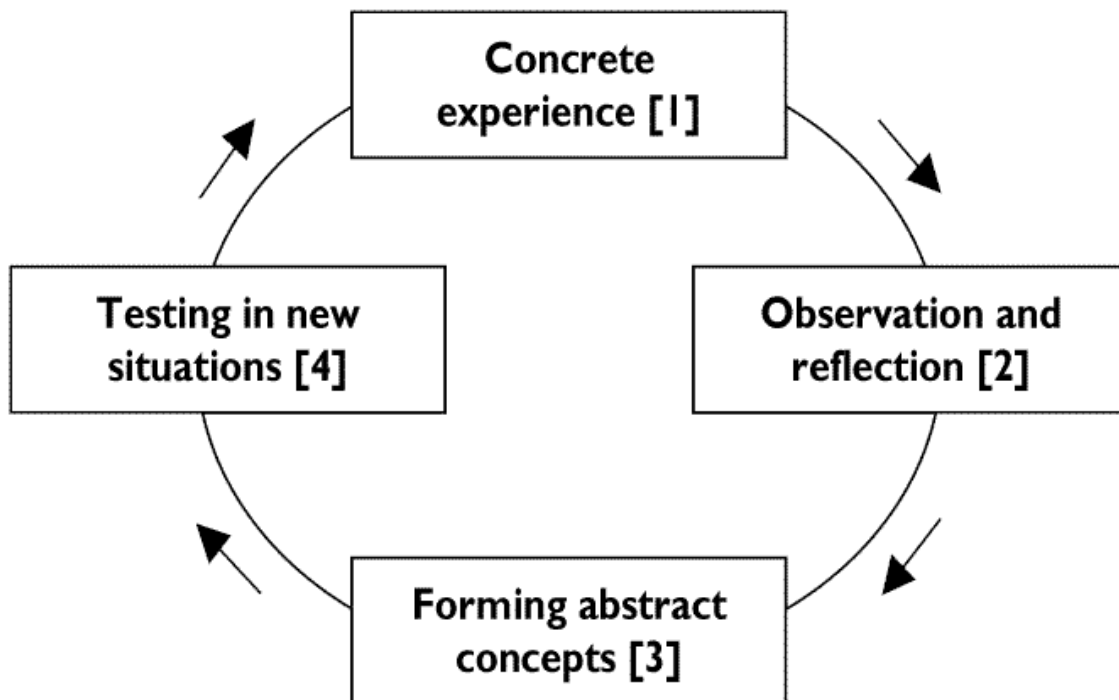 Concrete
experience [1]
Observation and
reflection [2]
Forming abstract
concepts [3]
Testing in new
situations [4]